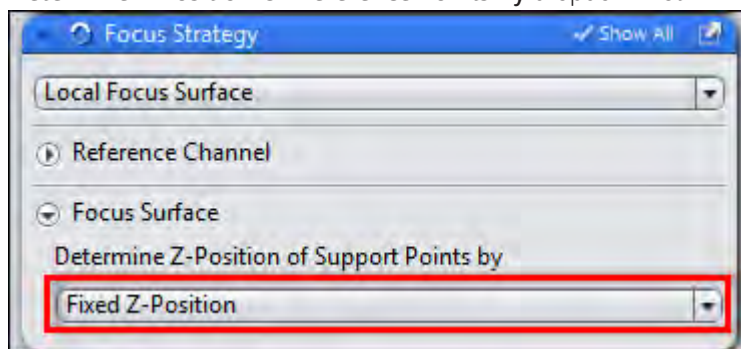 Focus Strategy
Show All
Local Focus Surface
Reference Channel
Focus Surface
Determine Z-Position of Support Points by
Fixed Z-Position